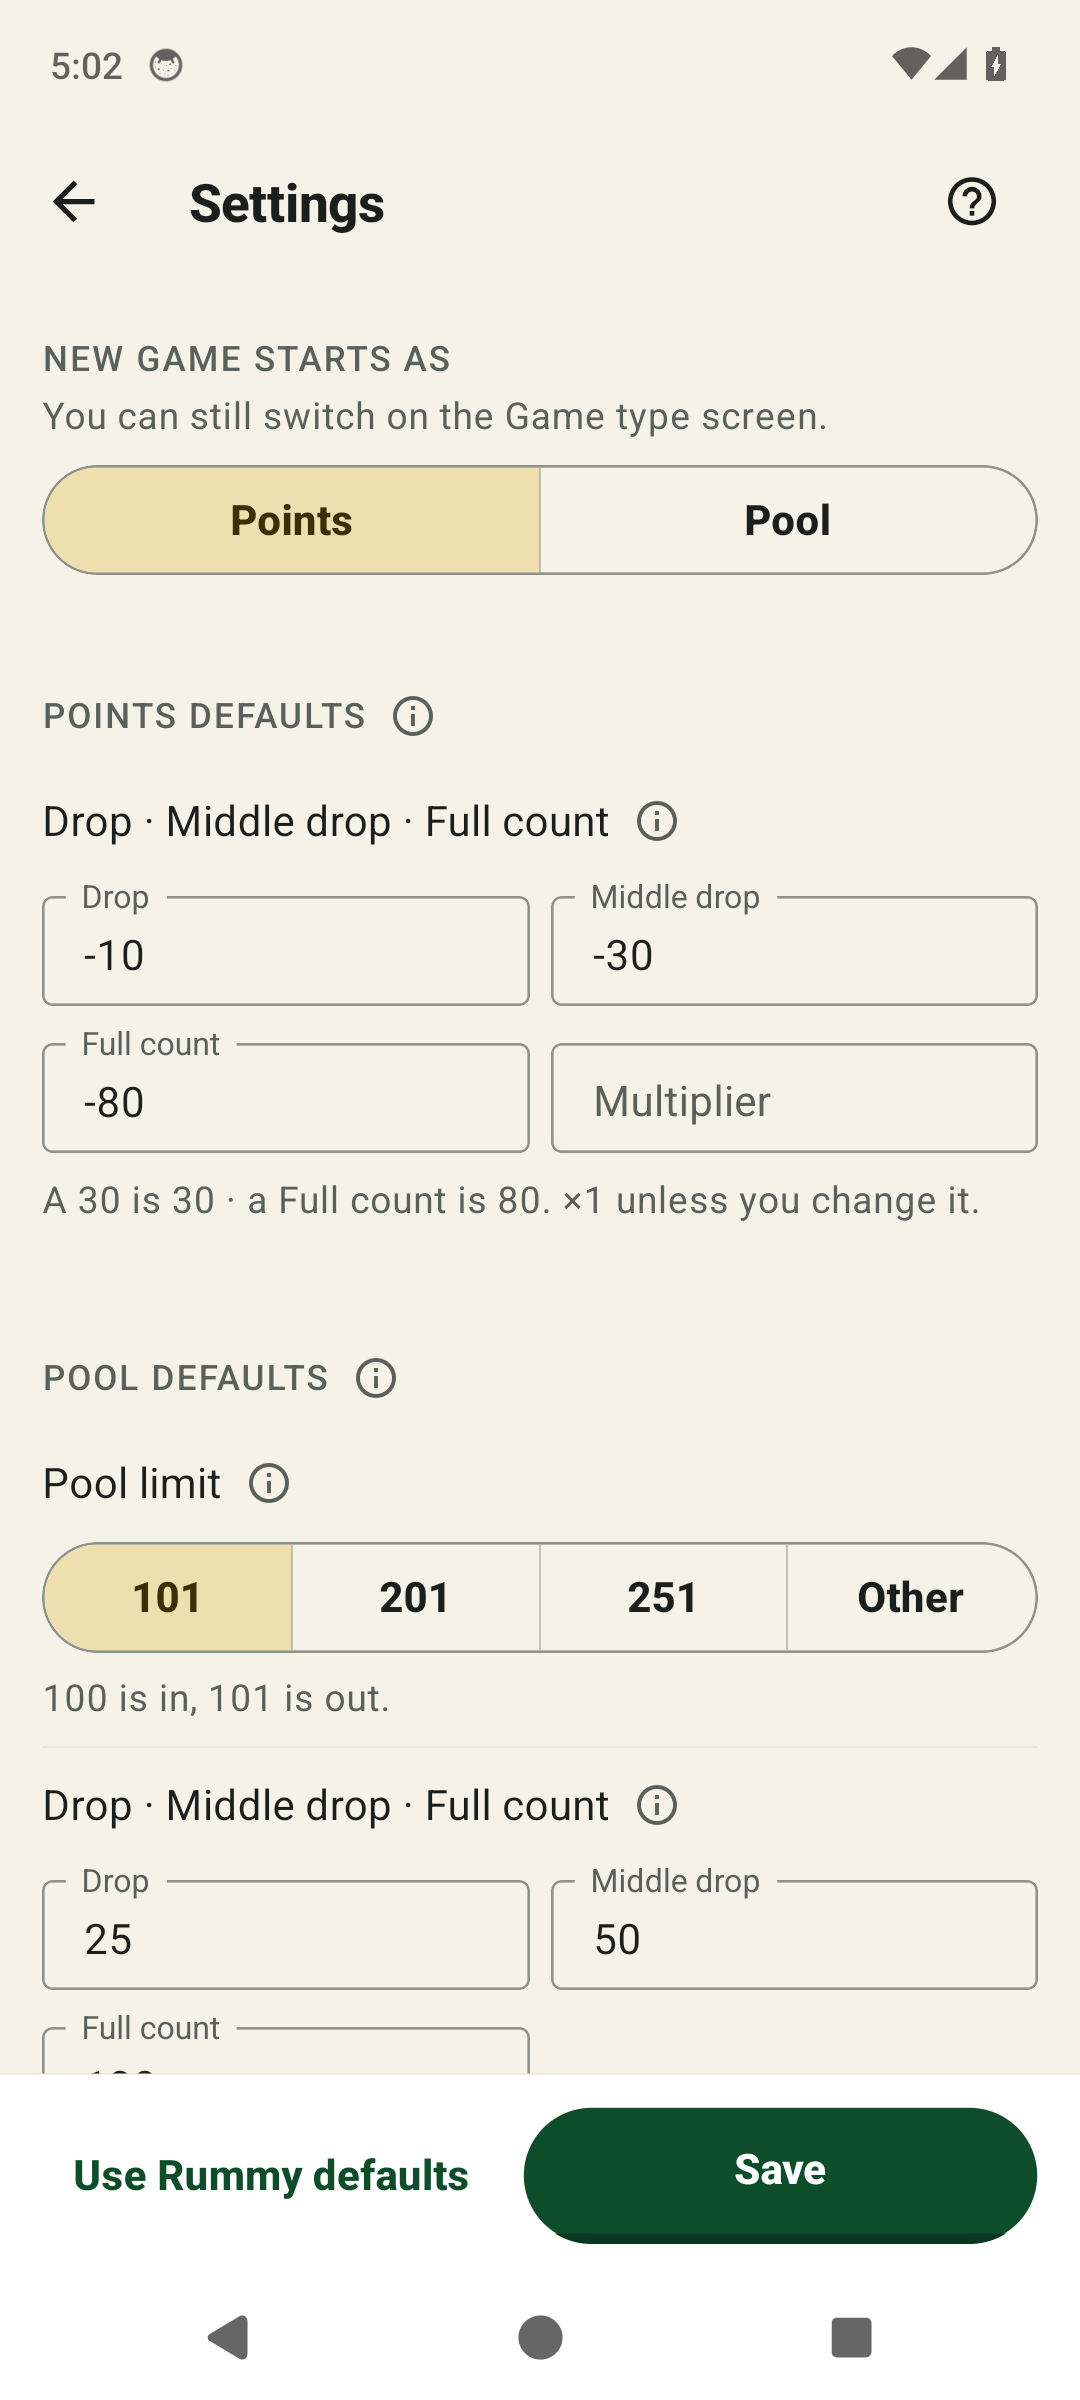 5:02
Settings
NEW GAME STARTS AS
You can still switch on the Game type screen.
Points Pool
POINTS DEFAULTS
Drop · Middle drop · Full count
Drop Middle drop
-10 -30
Full count
-80 Multiplier
A 30 is 30 · a Full count is 80. ×1 unless you change it.
POOL DEFAULTS
Pool limit
101 201 251 Other
100 is in, 101 is out.
Drop · Middle drop · Full count
Drop Middle drop
25 50
Full count
Use Rummy defaults Save